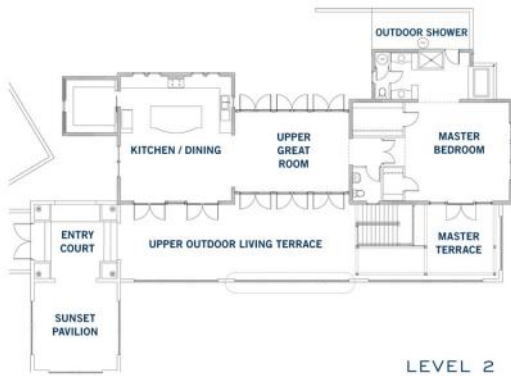 OUTDOOR SHOWER
KITCHEN / DINING
UPPER
GREAT
ROOM
MASTER
BEDROOM
ENTRY
COURT
UPPER OUTDOOR LIVING TERRACE
MASTER
TERRACE
SUNSET
PAVILION
LEVEL 2